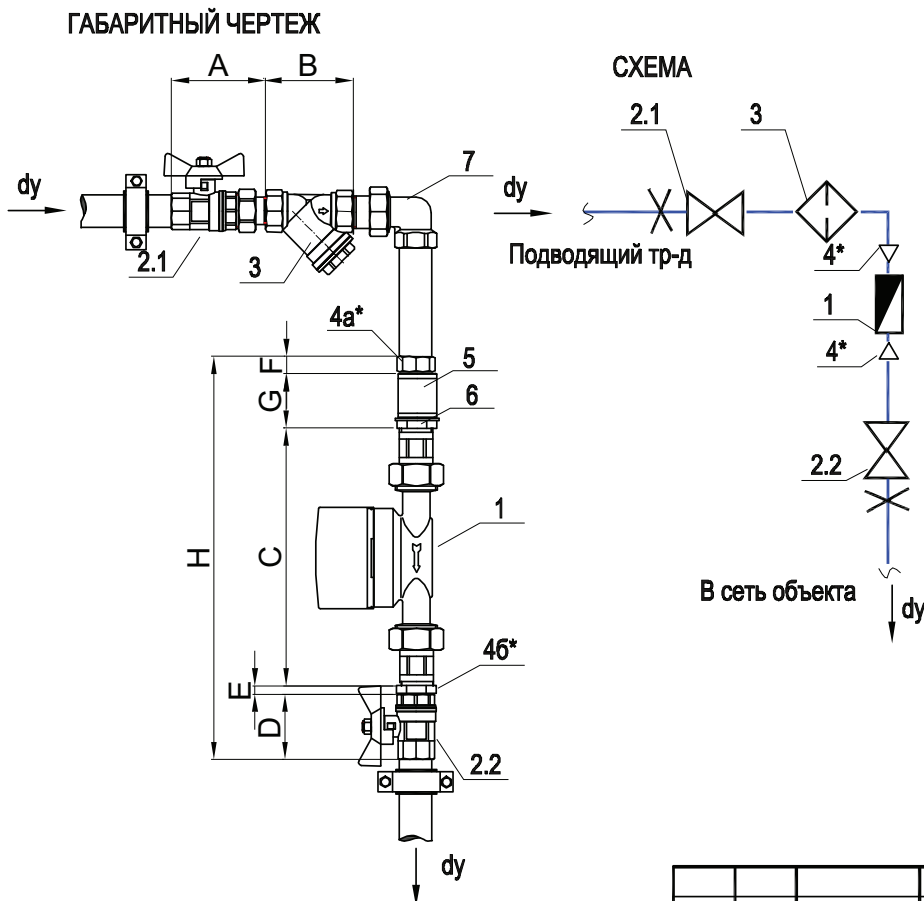 ГАБАРИТНЫЙ ЧЕРТЕЖ
A
B
dy
2.1
3
7
4а*
F
5
G
6
H
C
1
4б*
E
D
2.2
dy
СХЕМА
2.1
3
dy
Подводящий тр-д
4*
1
4*
2.2
В сеть объекта
dy